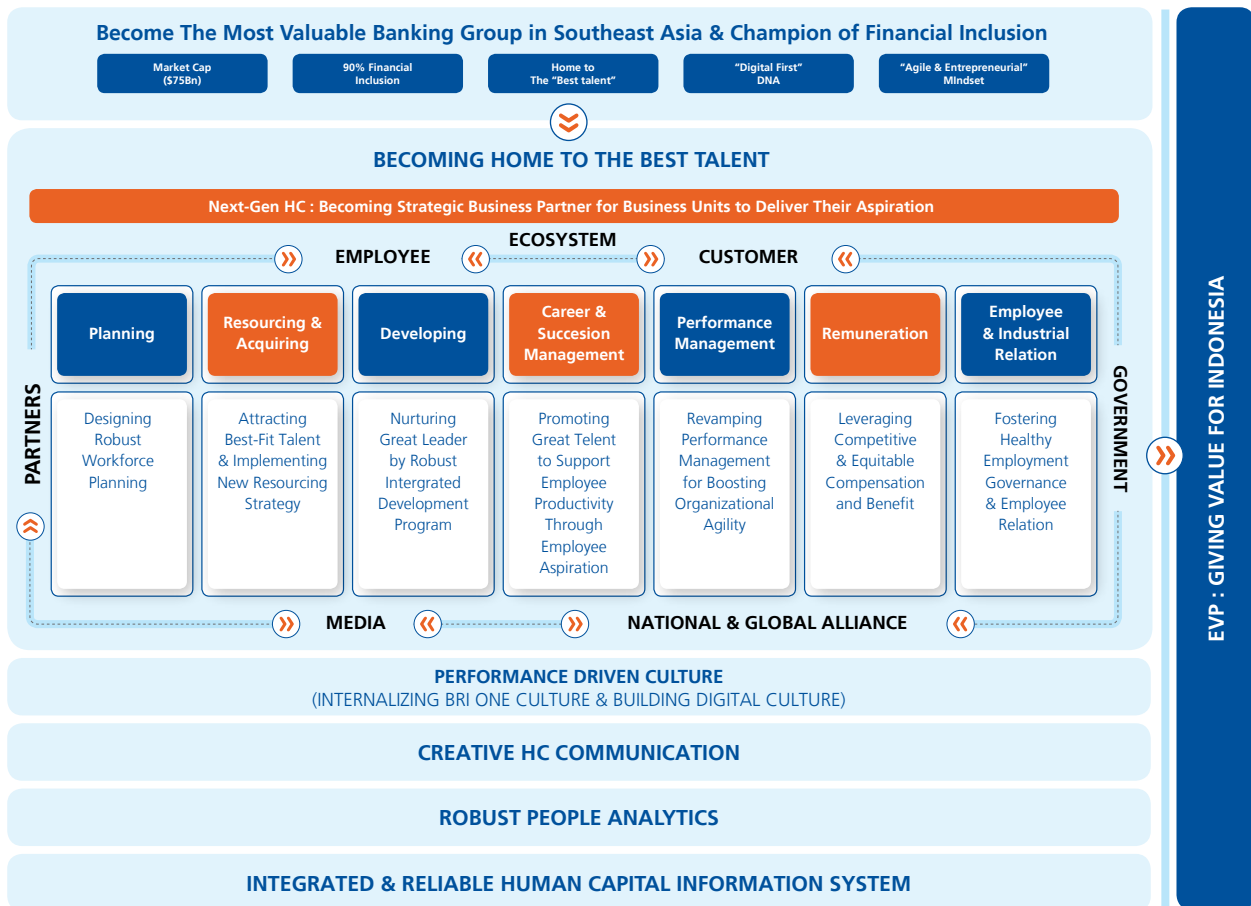 Become The Most Valuable Banking Group in Southeast Asia & Champion of Financial Inclusion
Market Cap
($75Bn)
90% Financial
Inclusion
Home to
The “Best talent”
“Digital First”
DNA
“Agile & Entrepreneurial”
MIndset
BECOMING HOME TO THE BEST TALENT
Next-Gen HC : Becoming Strategic Business Partner for Business Units to Deliver Their Aspiration
ECOSYSTEM
EMPLOYEE
CUSTOMER
PARTNERS
GOVERNMENT
Planning
Designing
Robust
Workforce
Planning
Resourcing &
Acquiring
Attracting
Best-Fit Talent
& Implementing
New Resourcing
Strategy
Developing
Nurturing
Great Leader
by Robust
Intergrated
Development
Program
Career &
Succesion
Management
Promoting
Great Telent
to Support
Employee
Productivity
Through
Employee
Aspiration
Performance
Management
Revamping
Performance
Management
for Boosting
Organizational
Agility
Remuneration
Leveraging
Competitive
& Equitable
Compensation
and Benefit
Employee
& Industrial
Relation
Fostering
Healthy
Employment
Governance
& Employee
Relation
MEDIA
NATIONAL & GLOBAL ALLIANCE
PERFORMANCE DRIVEN CULTURE
(INTERNALIZING BRI ONE CULTURE & BUILDING DIGITAL CULTURE)
CREATIVE HC COMMUNICATION
ROBUST PEOPLE ANALYTICS
INTEGRATED & RELIABLE HUMAN CAPITAL INFORMATION SYSTEM
EVP : GIVING VALUE FOR INDONESIA